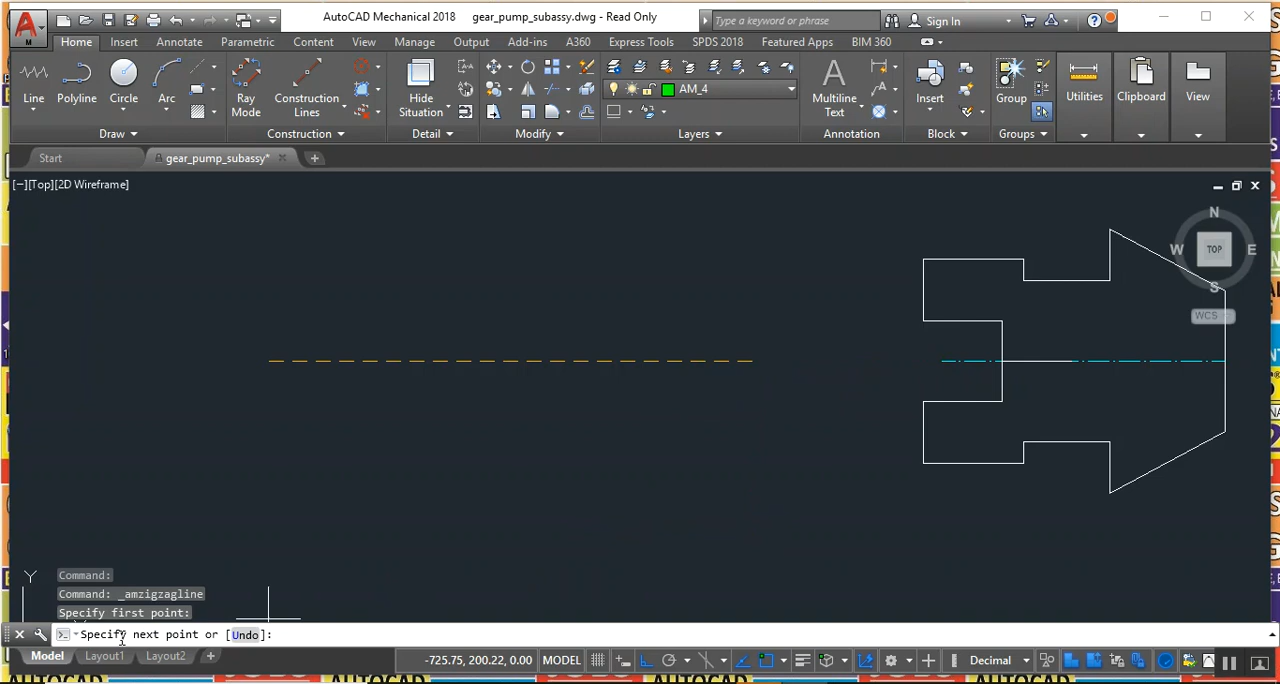 AutoCAD Mechanical 2018 gear_pump_subassy.dwg - Read Only
Type a keyword or phrase
Sign In
Home Insert Annotate Parametric Content View Manage Output Add-ins A360 Express Tools SPDS 2018 Featured Apps BIM 360
AM_4
Line Polyline Circle Arc Ray Mode Construction Lines Hide Situation Multiline Text Insert Group Utilities Clipboard View
Draw Construction Detail Modify Layers Annotation Block Groups
Start gear_pump_subassy* +
[−][Top][2D Wireframe]
N
W TOP E
S
WCS
Y
Command:
Command: _amzigzagline
Specify first point:
Specify next point or [Undo]:
Model Layout1 Layout2 +
-725.75, 200.22, 0.00 MODEL Decimal